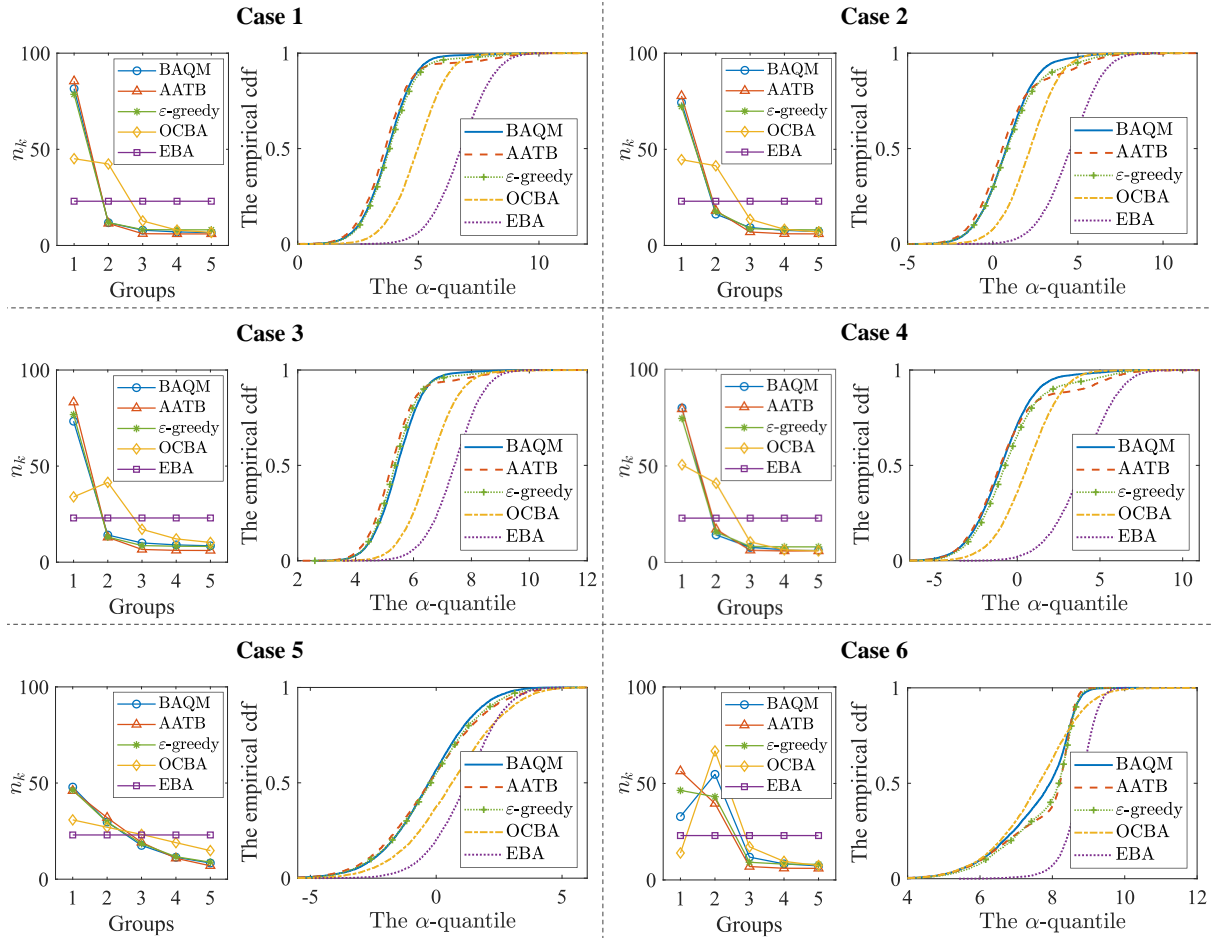 Case 1
100
50
0
n_k
1 2 3 4 5
Groups
BAQM
AATB
ε-greedy
OCBA
EBA
1
0.5
0
The empirical cdf
0 5 10
The α-quantile
BAQM
AATB
ε-greedy
OCBA
EBA
Case 2
100
50
0
n_k
1 2 3 4 5
Groups
BAQM
AATB
ε-greedy
OCBA
EBA
1
0.5
0
The empirical cdf
-5 0 5 10
The α-quantile
BAQM
AATB
ε-greedy
OCBA
EBA
Case 3
100
50
0
n_k
1 2 3 4 5
Groups
BAQM
AATB
ε-greedy
OCBA
EBA
1
0.5
0
The empirical cdf
2 4 6 8 10 12
The α-quantile
BAQM
AATB
ε-greedy
OCBA
EBA
Case 4
100
50
0
n_k
1 2 3 4 5
Groups
BAQM
AATB
ε-greedy
OCBA
EBA
1
0.5
0
The empirical cdf
-5 0 5 10
The α-quantile
BAQM
AATB
ε-greedy
OCBA
EBA
Case 5
100
50
0
n_k
1 2 3 4 5
Groups
BAQM
AATB
ε-greedy
OCBA
EBA
1
0.5
0
The empirical cdf
-5 0 5
The α-quantile
BAQM
AATB
ε-greedy
OCBA
EBA
Case 6
100
50
0
n_k
1 2 3 4 5
Groups
BAQM
AATB
ε-greedy
OCBA
EBA
1
0.5
0
The empirical cdf
4 6 8 10 12
The α-quantile
BAQM
AATB
ε-greedy
OCBA
EBA